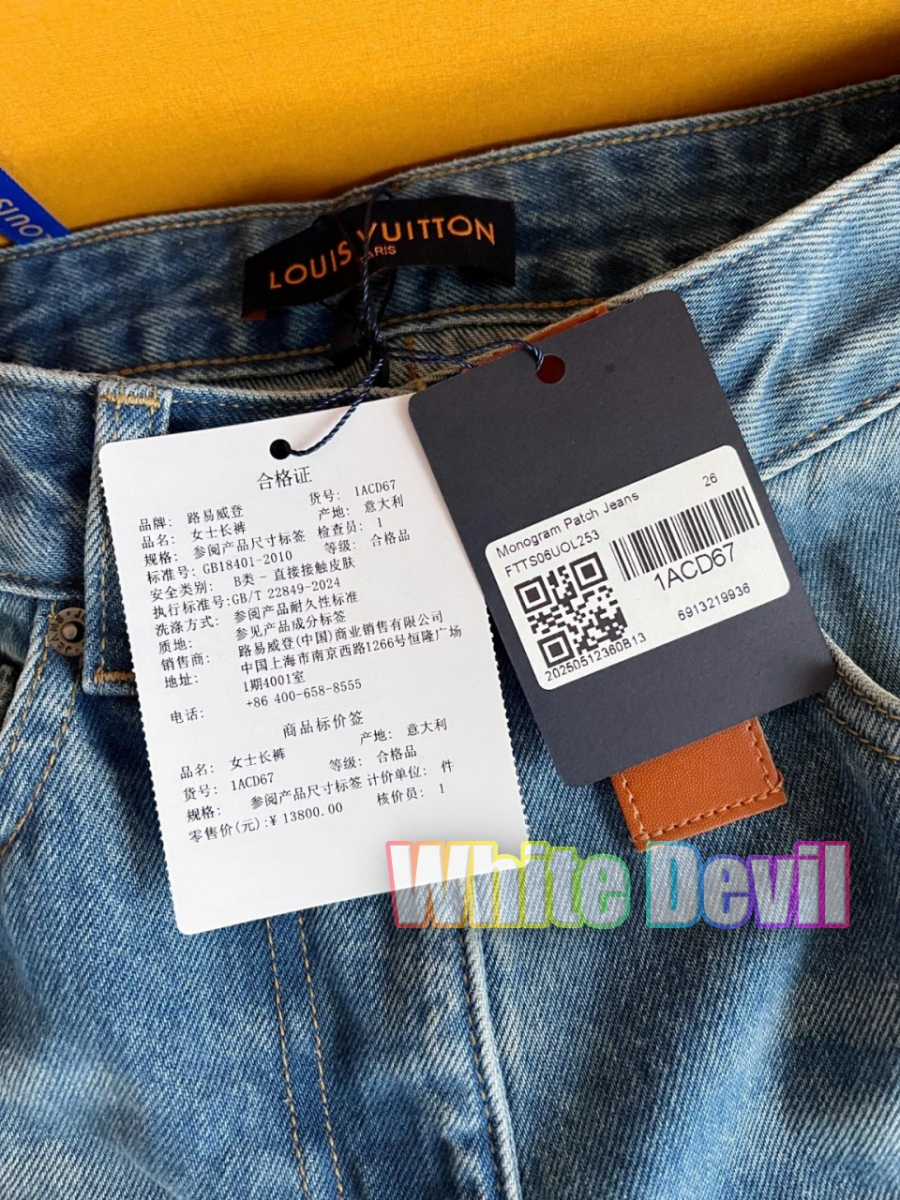 LOUIS VUITTON
PARIS
合格证
品牌: 路易威登 货号: 1ACD67
品名: 女士长裤 产地: 意大利
规格: 参阅产品尺寸标签 检查员: 1
标准号: GB18401-2010 等级: 合格品
安全类别: B类 - 直接接触皮肤
执行标准号:GB/T 22849-2024
洗涤方式: 参阅产品耐久性标准
质地: 参见产品成分标签
销售商: 路易威登(中国)商业销售有限公司
地址: 中国上海市南京西路1266号恒隆广场
1期4001室
电话: +86 400-658-8555
商品标价签
品名: 女士长裤 产地: 意大利
货号: 1ACD67 等级: 合格品
规格: 参阅产品尺寸标签 计价单位: 件
零售价(元):¥ 13800.00 核价员: 1
Monogram Patch Jeans 26
FTTS06UOL253
1ACD67
6913219936
20250512360B13
White Devil